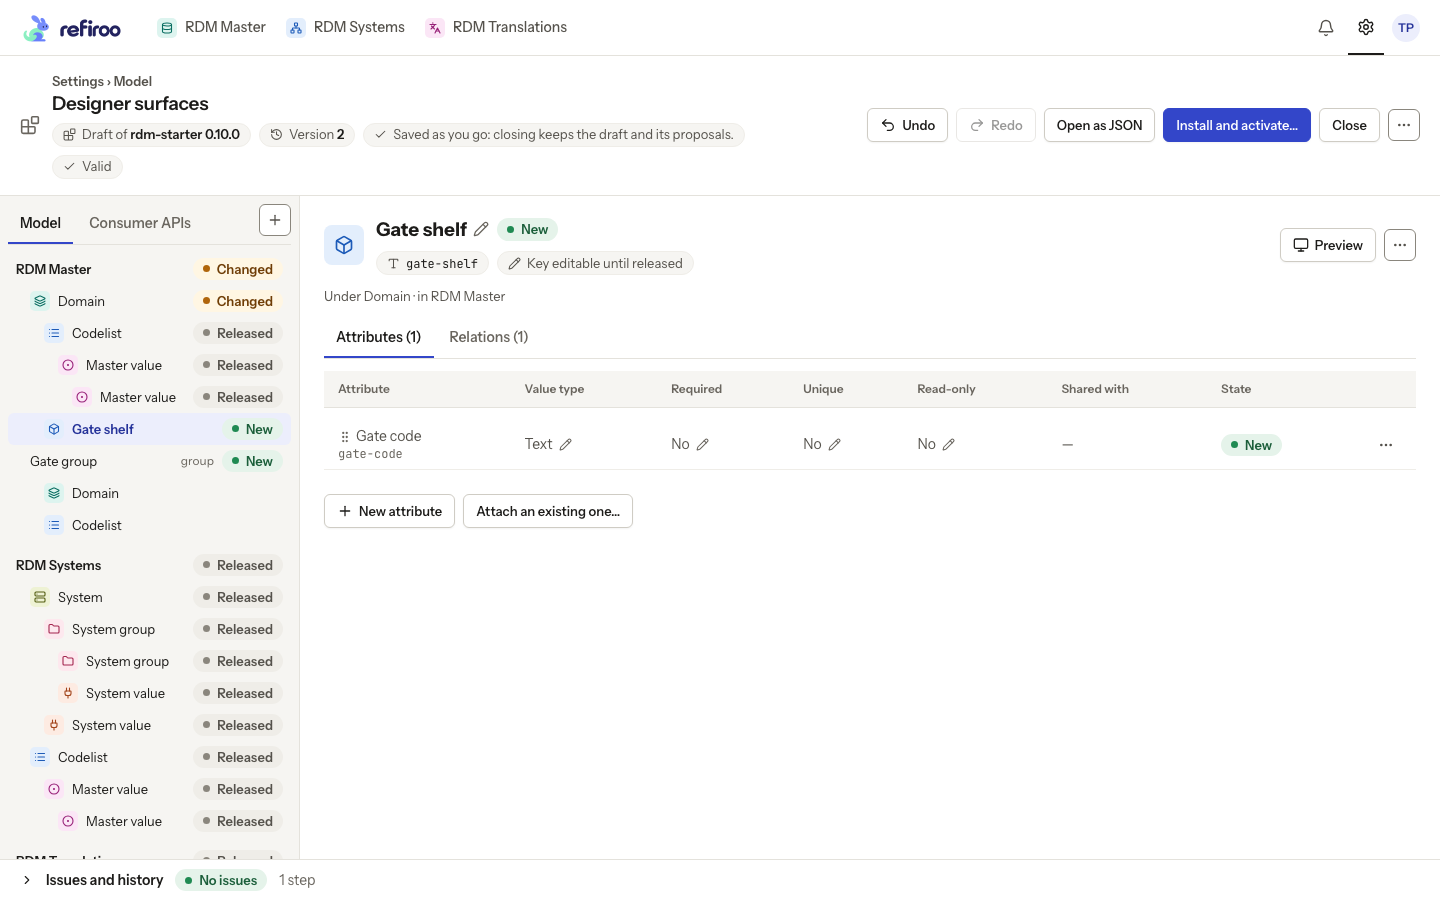 refiroo
RDM Master
RDM Systems
RDM Translations
TP
Settings › Model
Designer surfaces
Draft of rdm-starter 0.10.0
Version 2
Saved as you go: closing keeps the draft and its proposals.
Valid
Undo
Redo
Open as JSON
Install and activate...
Close
Model
Consumer APIs
RDM Master Changed
Domain Changed
Codelist Released
Master value Released
Master value Released
Gate shelf New
Gate group group New
Domain
Codelist
RDM Systems Released
System Released
System group Released
System group Released
System value Released
System value Released
Codelist Released
Master value Released
Master value Released
Gate shelf New
gate-shelf
Key editable until released
Under Domain · in RDM Master
Preview
Attributes (1)
Relations (1)
Attribute Value type Required Unique Read-only Shared with State
Gate code Text No No No — New
gate-code
New attribute
Attach an existing one...
Issues and history No issues 1 step